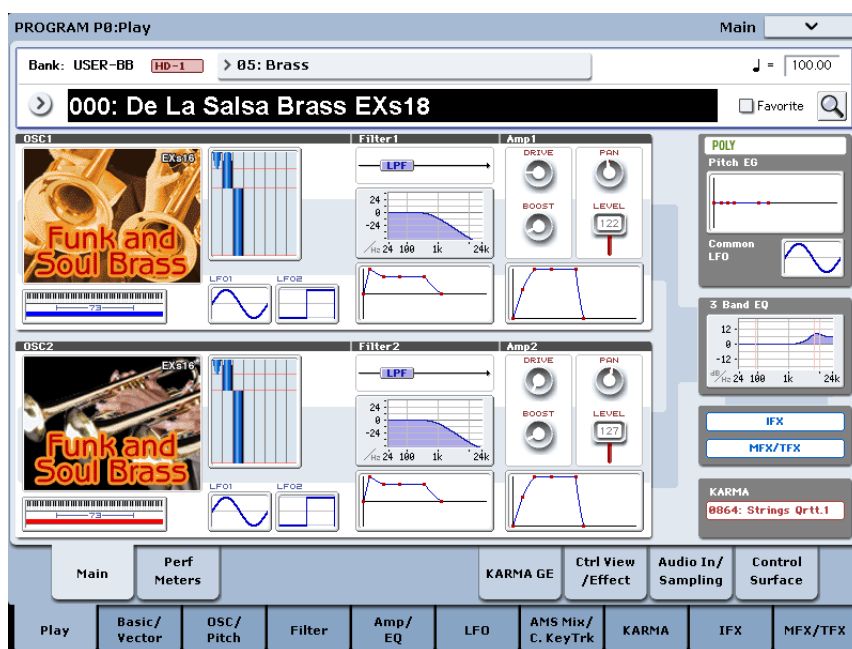 PROGRAM P0:Play
Main
Bank: USER-BB HD-1 05: Brass ♩ = 100.00
000: De La Salsa Brass EXs18
Favorite
OSC1 Filter1 Amp1
EXs16
Funk and
Soul Brass
73
LFO1 LFO2
LPF
24
0
-24
/Hz 24 100 1k 24k
DRIVE PAN
BOOST LEVEL
122
POLY
Pitch EG
Common
LFO
3 Band EQ
12
0
-12
dB/Hz 24 100 1k 24k
OSC2 Filter2 Amp2
EXs16
Funk and
Soul Brass
73
LFO1 LFO2
LPF
24
0
-24
/Hz 24 100 1k 24k
DRIVE PAN
BOOST LEVEL
127
IFX
MFX/TFX
KARMA
0864: Strings Qrtt.1
Main
Perf
Meters
KARMA GE
Ctrl View
/Effect
Audio In/
Sampling
Control
Surface
Play
Basic/
Vector
OSC/
Pitch
Filter
Amp/
EQ
LFO
AMS Mix/
C. KeyTrk
KARMA
IFX
MFX/TFX